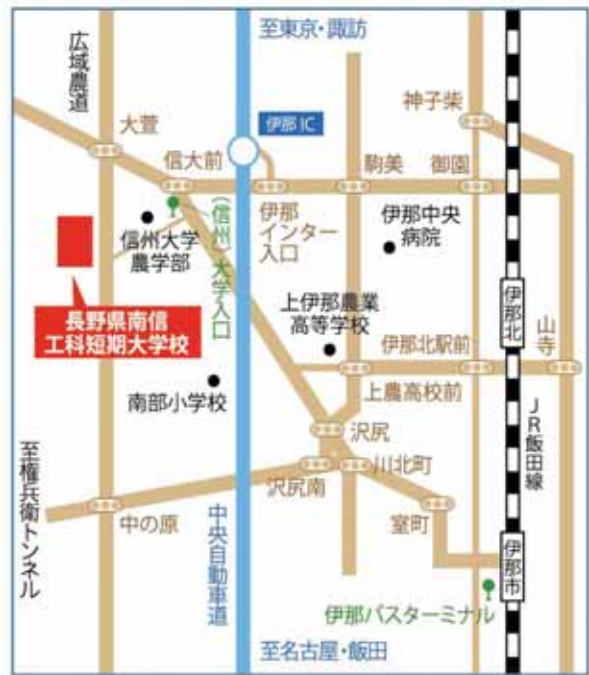 至東京・諏訪
広域農道
神子柴
大萱
伊那IC
信大前
駒美
御園
伊那
インター
入口
伊那中央
病院
信州大学
農学部
(信州)大学入口
上伊那農業
高等学校
伊那北
山寺
長野県南信
工科短期大学校
伊那北駅前
南部小学校
上農高校前
JR飯田線
沢尻
至権兵衛トンネル
沢尻南
川北町
中の原
中央自動車道
室町
伊那市
伊那バスターミナル
至名古屋・飯田